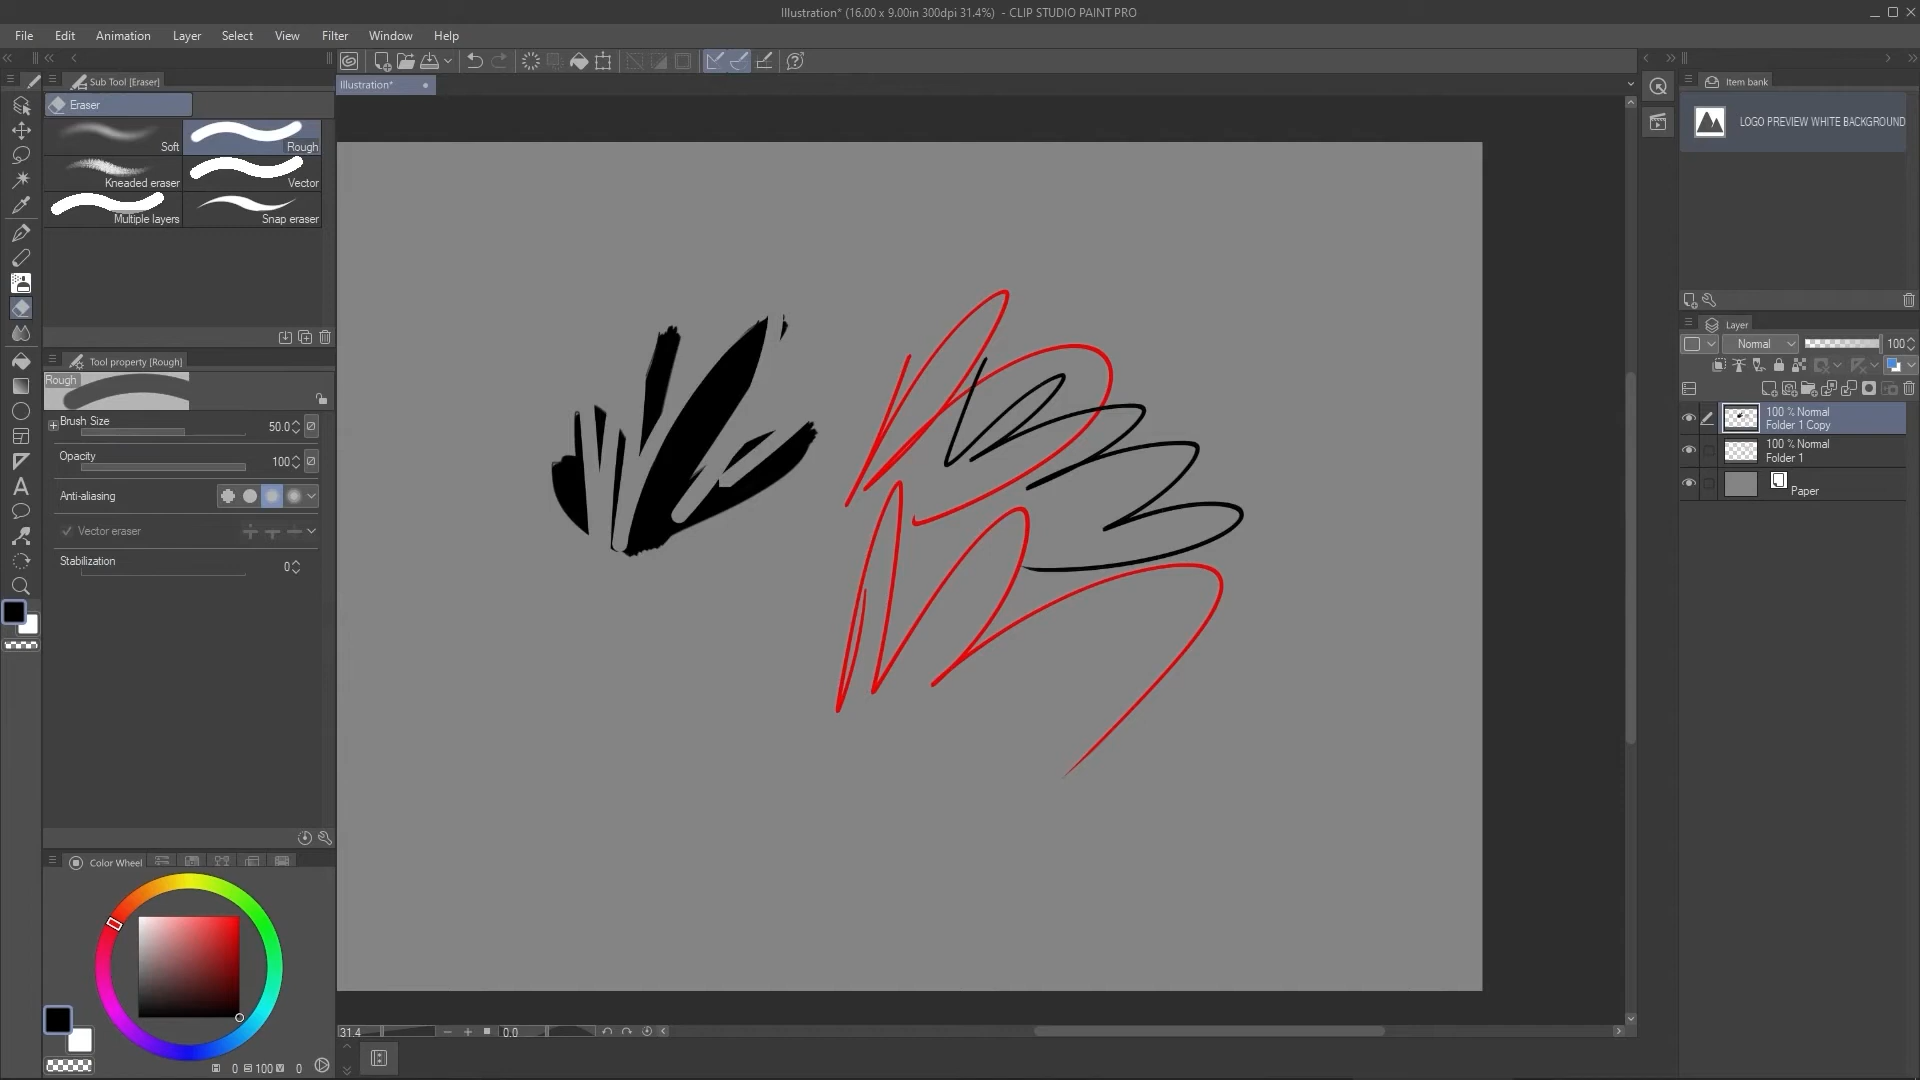 Illustration* (16.00 x 9.00in 300dpi 31.4%) - CLIP STUDIO PAINT PRO
File Edit Animation Layer Select View Filter Window Help
Sub Tool [Eraser]
Eraser
Soft Rough
Kneaded eraser Vector
Multiple layers Snap eraser
Tool property [Rough]
Rough
Brush Size 50.0
Opacity 100
Anti-aliasing
Vector eraser
Stabilization 0
Color Wheel
0 100 0
Illustration*
31.4 0.0
Item bank
LOGO PREVIEW WHITE BACKGROUND
Layer
Normal 100
100 % Normal
Folder 1 Copy
100 % Normal
Folder 1
Paper